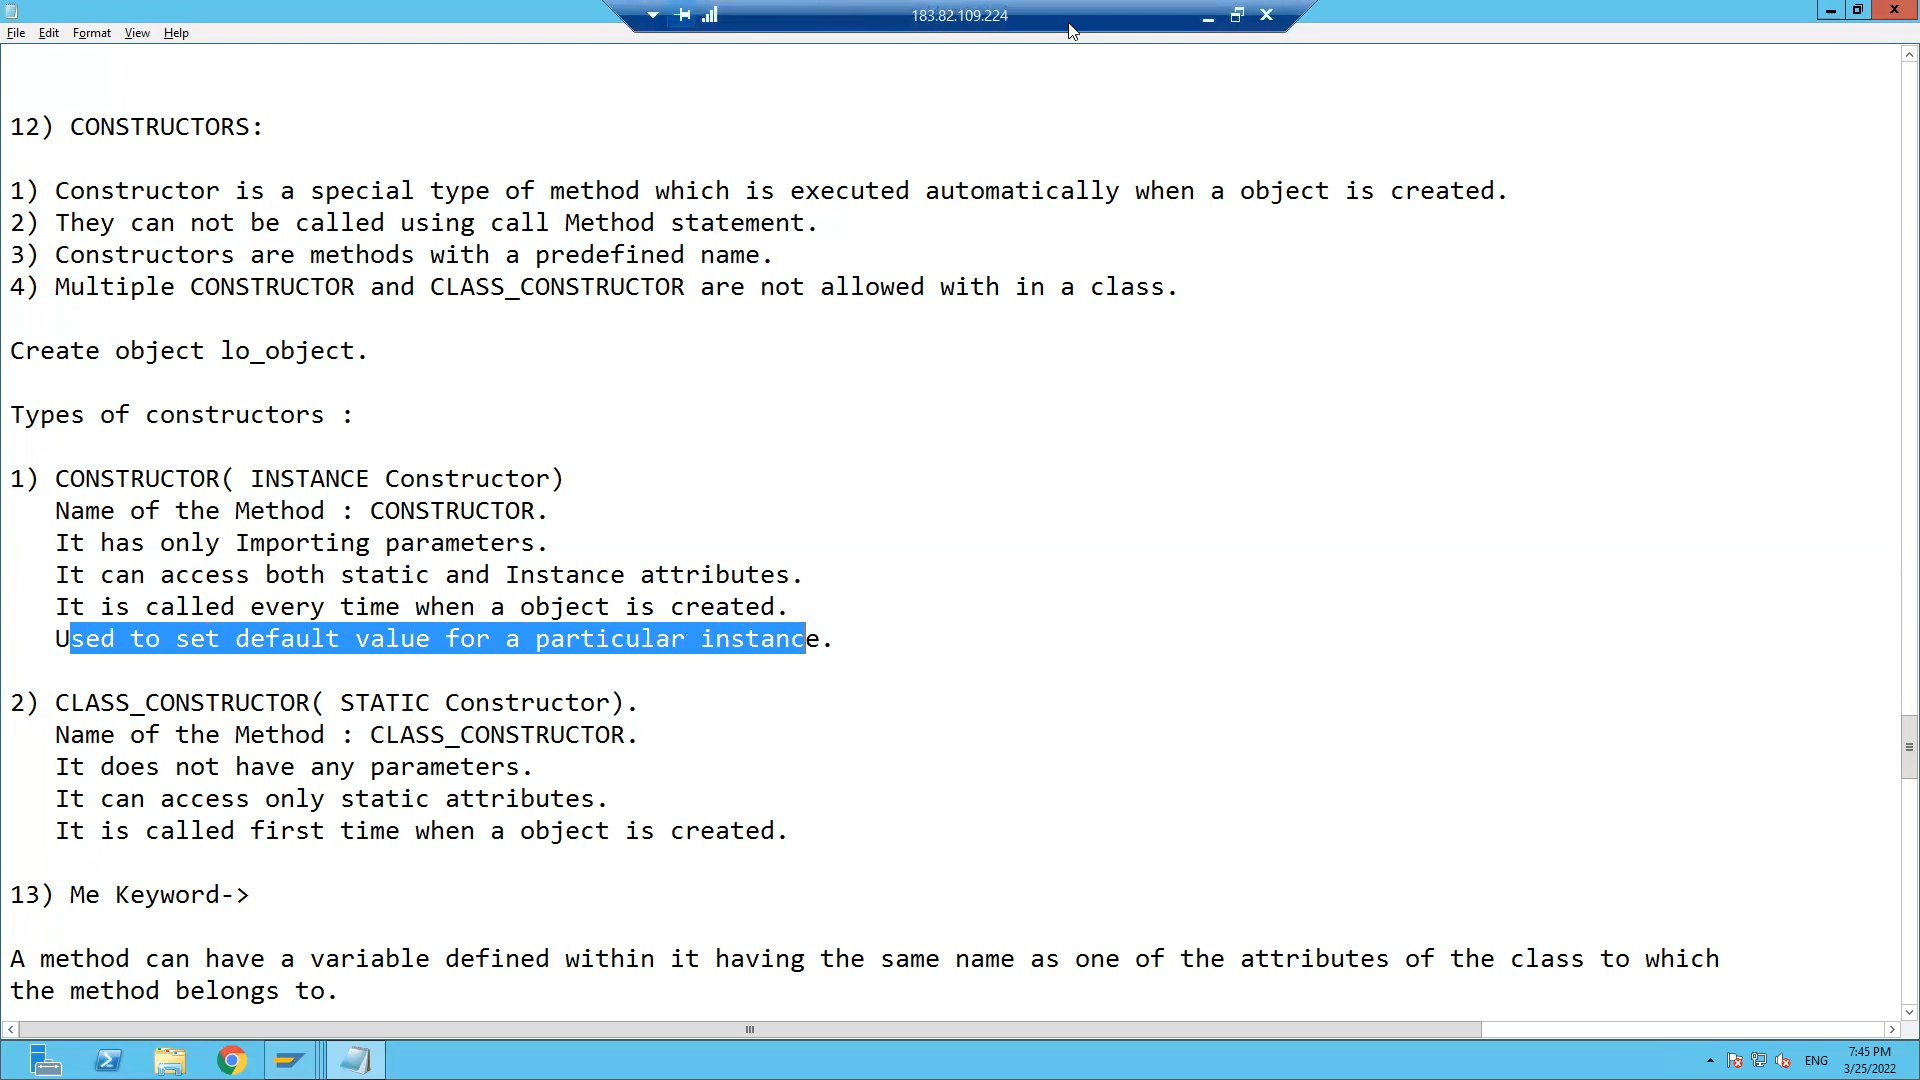 183.82.109.224
File Edit Format View Help
12) CONSTRUCTORS:
1) Constructor is a special type of method which is executed automatically when a object is created.
2) They can not be called using call Method statement.
3) Constructors are methods with a predefined name.
4) Multiple CONSTRUCTOR and CLASS_CONSTRUCTOR are not allowed with in a class.
Create object lo_object.
Types of constructors :
1) CONSTRUCTOR( INSTANCE Constructor)
Name of the Method : CONSTRUCTOR.
It has only Importing parameters.
It can access both static and Instance attributes.
It is called every time when a object is created.
Used to set default value for a particular instance.
2) CLASS_CONSTRUCTOR( STATIC Constructor).
Name of the Method : CLASS_CONSTRUCTOR.
It does not have any parameters.
It can access only static attributes.
It is called first time when a object is created.
13) Me Keyword->
A method can have a variable defined within it having the same name as one of the attributes of the class to which
the method belongs to.
ENG
7:45 PM
3/25/2022